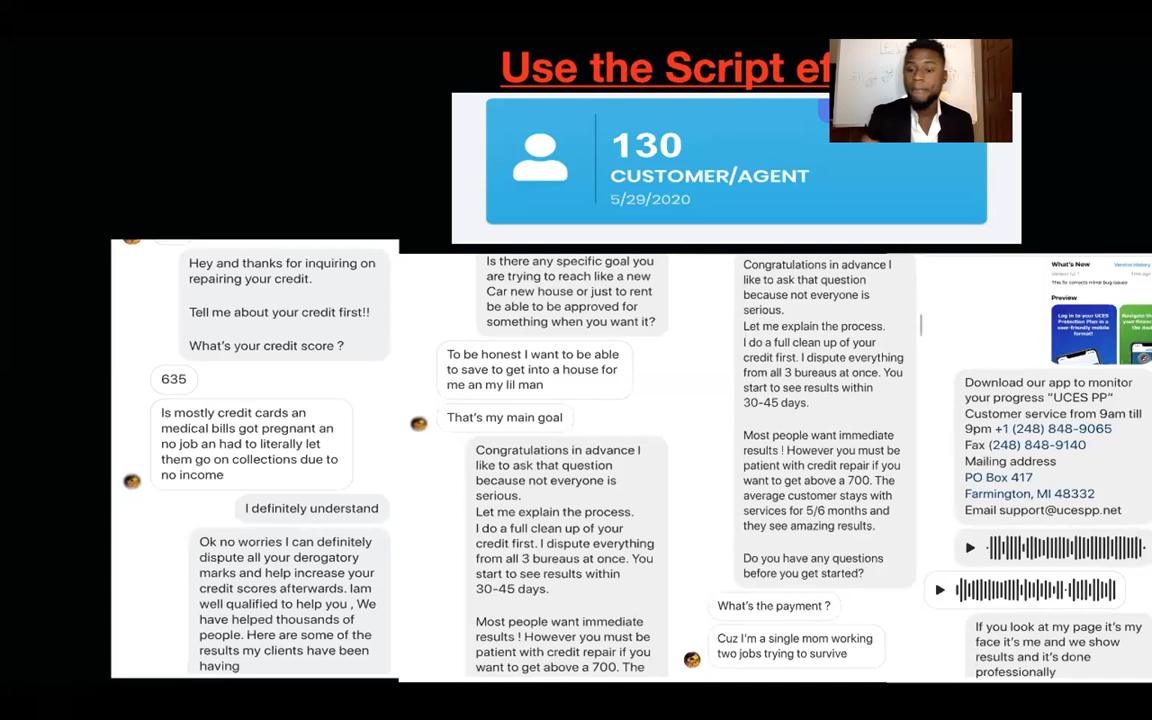 Use the Script
130
CUSTOMER/AGENT
5/29/2020
Hey and thanks for inquiring on
repairing your credit.
Tell me about your credit first!!
What's your credit score ?
635
Is mostly credit cards an
medical bills got pregnant an
no job an had to literally let
them go on collections due to
no income
I definitely understand
Ok no worries I can definitely
dispute all your derogatory
marks and help increase your
credit scores afterwards. Iam
well qualified to help you , We
have helped thousands of
people. Here are some of the
results my clients have been
having
Is there any specific goal you
are trying to reach like a new
Car new house or just to rent
be able to be approved for
something when you want it?
To be honest I want to be able
to save to get into a house for
me an my lil man
That's my main goal
Congratulations in advance I
like to ask that question
because not everyone is
serious.
Let me explain the process.
I do a full clean up of your
credit first. I dispute everything
from all 3 bureaus at once. You
start to see results within
30-45 days.
Most people want immediate
results ! However you must be
patient with credit repair if you
want to get above a 700. The
Congratulations in advance I
like to ask that question
because not everyone is
serious.
Let me explain the process.
I do a full clean up of your
credit first. I dispute everything
from all 3 bureaus at once. You
start to see results within
30-45 days.
Most people want immediate
results ! However you must be
patient with credit repair if you
want to get above a 700. The
average customer stays with
services for 5/6 months and
they see amazing results.
Do you have any questions
before you get started?
What's the payment ?
Cuz I'm a single mom working
two jobs trying to survive
What's New
Version History
Preview
Log in to your UCES
Protection Plan in a
user-friendly mobile
format!
Download our app to monitor
your progress "UCES PP"
Customer service from 9am till
9pm +1 (248) 848-9065
Fax (248) 848-9140
Mailing address
PO Box 417
Farmington, MI 48332
Email support@ucespp.net
If you look at my page it's my
face it's me and we show
results and it's done
professionally